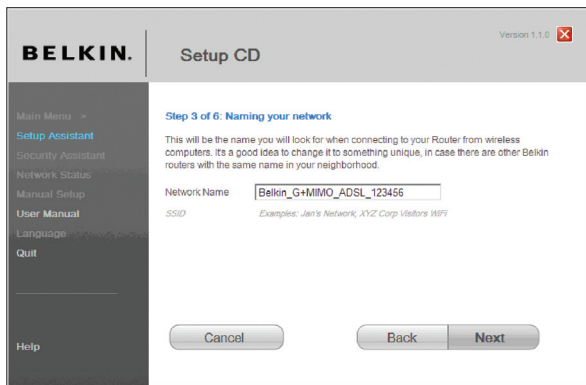 BELKIN.
Setup CD
Version 1.1.0
Main Menu >
Setup Assistant
Security Assistant
Network Status
Manual Setup
User Manual
Language
Quit
Help
Step 3 of 6: Naming your network
This will be the name you will look for when connecting to your Router from wireless
computers. It's a good idea to change it to something unique, in case there are other Belkin
routers with the same name in your neighborhood.
Network Name Belkin_G+MIMO_ADSL_123456
SSID Examples: Jan's Network, XYZ Corp Visitors WiFi
Cancel Back Next